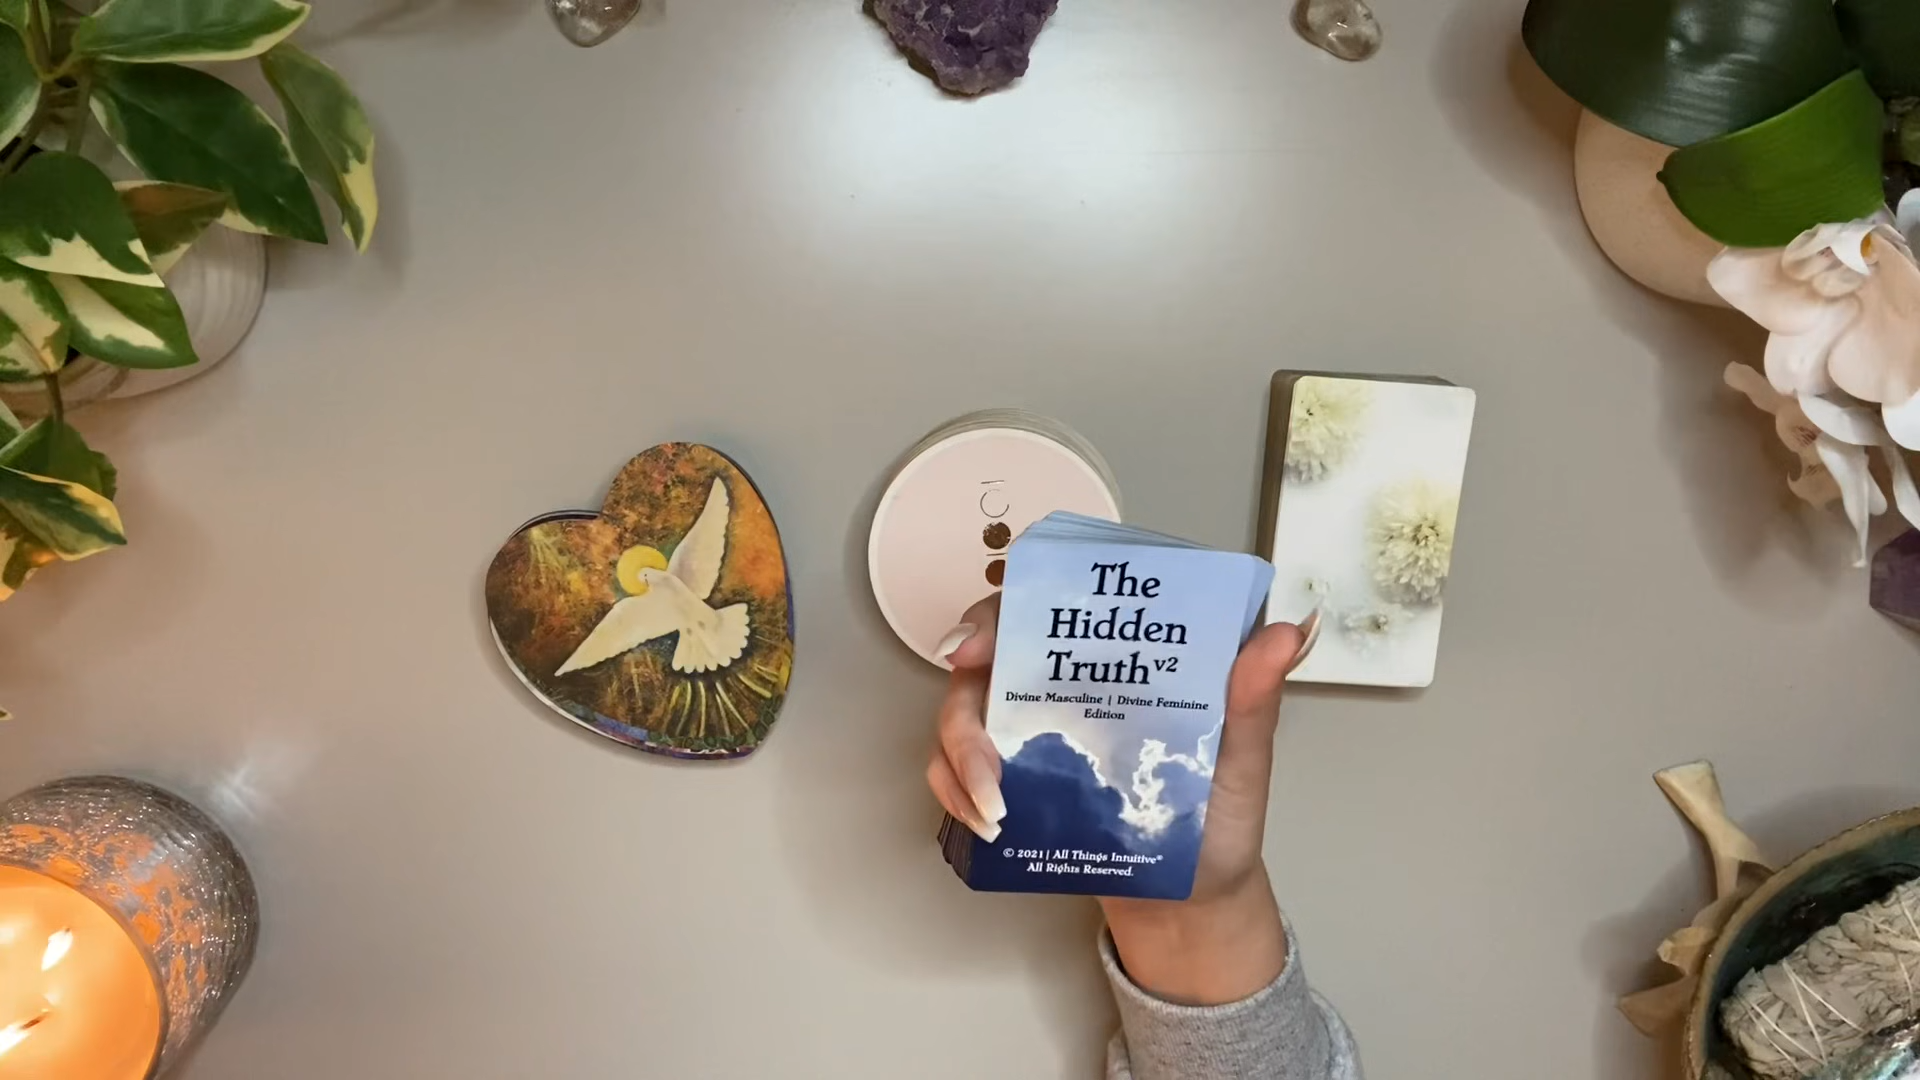 The
Hidden
Truth v2
Divine Masculine | Divine Feminine
Edition
© 2021 | All Things Intuitive®
All Rights Reserved.